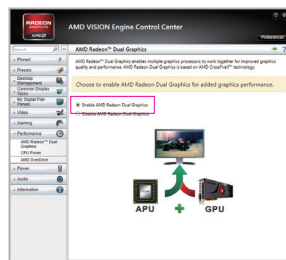 RADEON
GRAPHICS
AMD
AMD VISION Engine Control Center
Preferences
Search
AMD Radeon™ Dual Graphics
Pinned
Presets
Desktop
Management
Common Display
Tasks
My Digital Flat-
Panels
Video
Gaming
Performance
AMD Radeon™ Dual
Graphics
CPU Power
AMD OverDrive
Power
Audio
Information
AMD Radeon™ Dual Graphics enables multiple graphics processors to work together for improved graphics
quality and performance. AMD Radeon Dual Graphics is based on AMD CrossFireX™ technology.
Choose to enable AMD Radeon Dual Graphics for added graphics performance.
Enable AMD Radeon Dual Graphics
Disable AMD Radeon Dual Graphics
APU + GPU